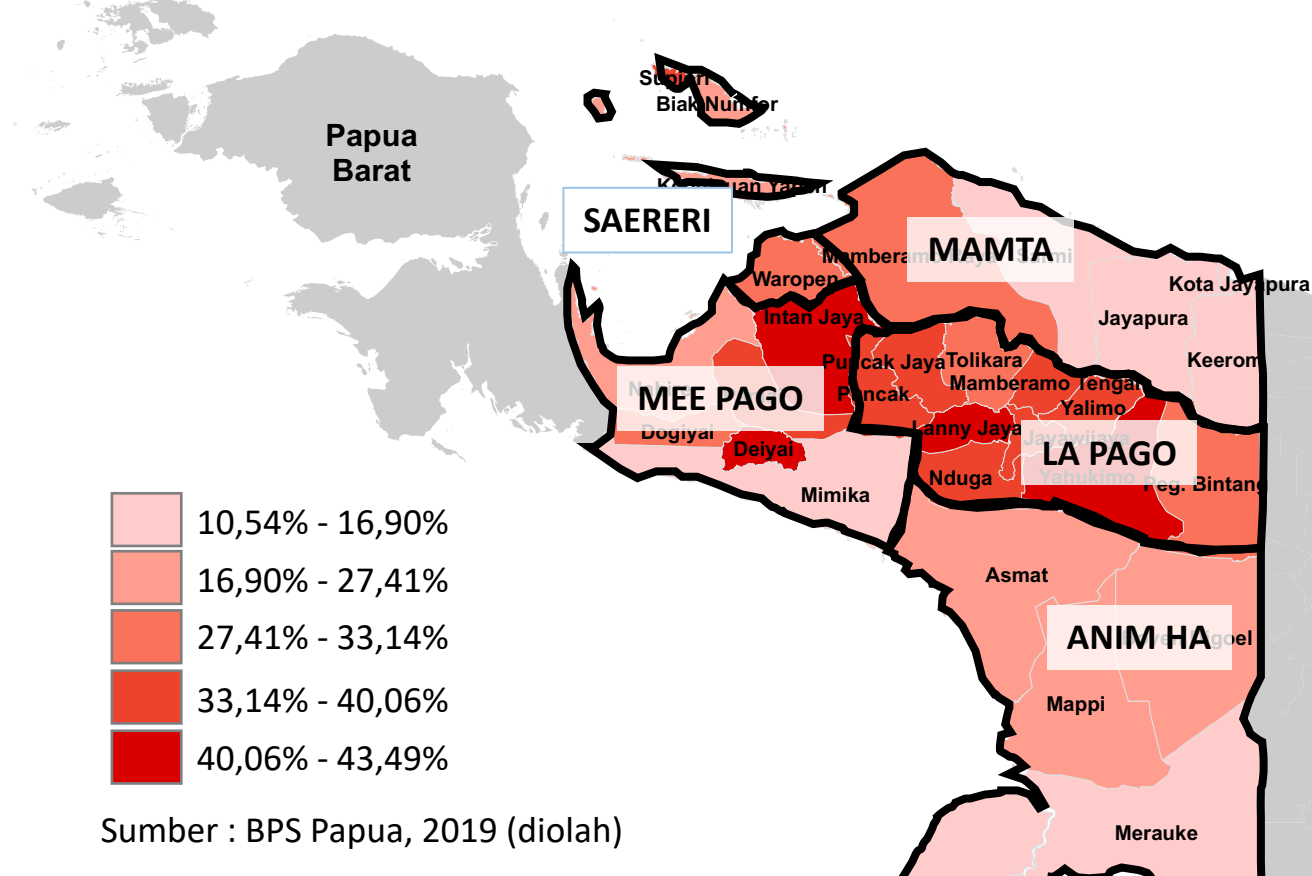 Papua
Barat
Supiori
Biak Numfor
SAERERI
MAMTA
Waropen
Kota Jayapura
Intan Jaya
Jayapura
Puncak Jaya
Tolikara
Keerom
Mamberamo Tengah
Puncak
MEE PAGO
Yalimo
Dogiyai
Lanny Jaya
Jayawijaya
Deiyai
LA PAGO
Nduga
Yahukimo
Peg. Bintang
Mimika
10,54% - 16,90%
16,90% - 27,41%
27,41% - 33,14%
33,14% - 40,06%
40,06% - 43,49%
Asmat
ANIM HA
Mappi
Sumber : BPS Papua, 2019 (diolah)
Merauke